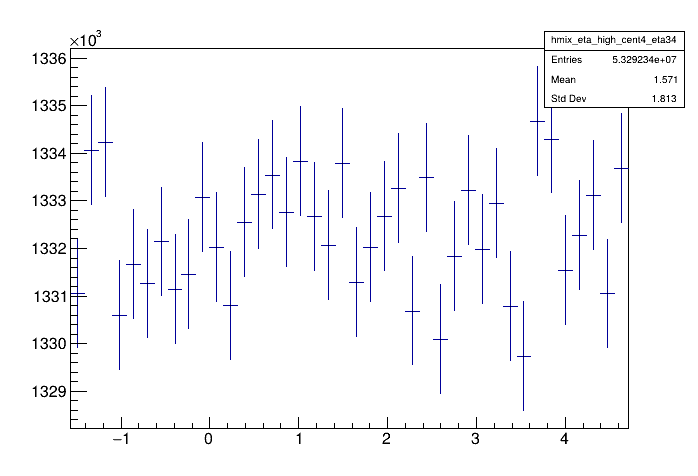 ×10³
hmix_eta_high_cent4_eta34
Entries 5.329234e+07
Mean 1.571
Std Dev 1.813
1336
1335
1334
1333
1332
1331
1330
1329
−1 0 1 2 3 4